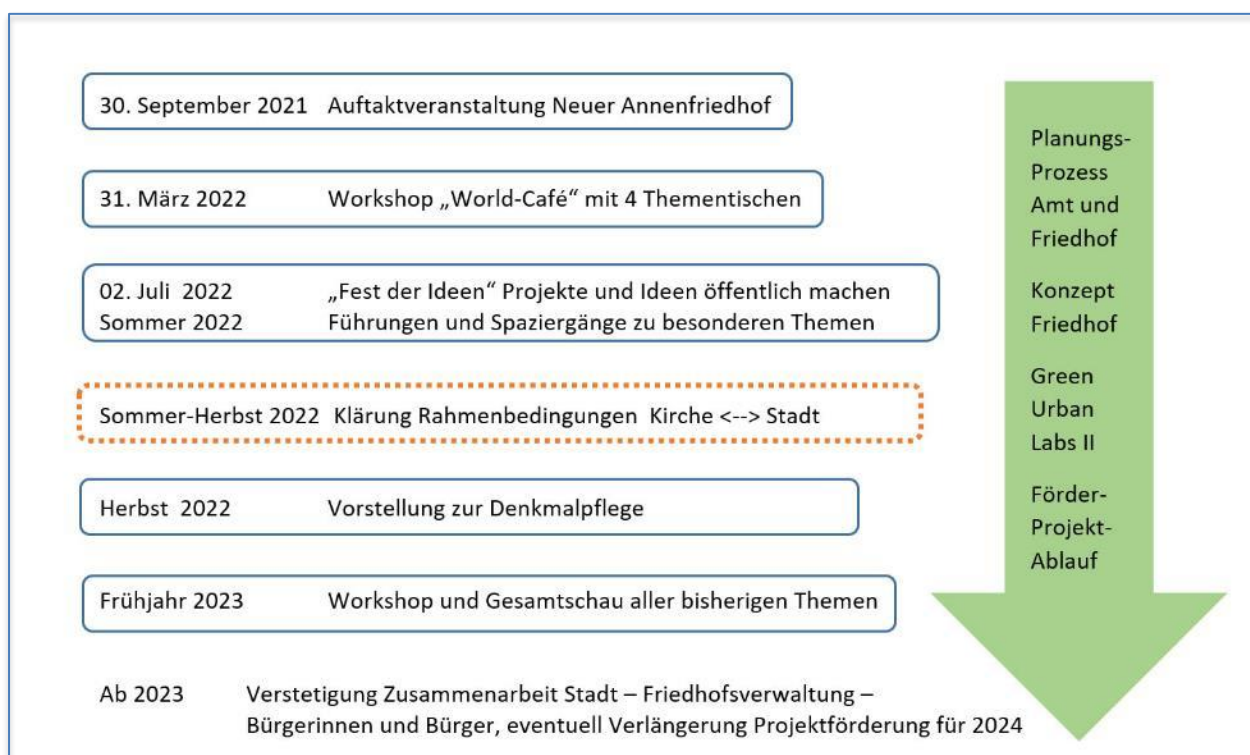 30. September 2021 Auftaktveranstaltung Neuer Annenfriedhof
31. März 2022 Workshop „World-Café“ mit 4 Thementischen
02. Juli 2022 „Fest der Ideen“ Projekte und Ideen öffentlich machen
Sommer 2022 Führungen und Spaziergänge zu besonderen Themen
Sommer-Herbst 2022 Klärung Rahmenbedingungen Kirche <--> Stadt
Herbst 2022 Vorstellung zur Denkmalpflege
Frühjahr 2023 Workshop und Gesamtschau aller bisherigen Themen
Ab 2023 Verstetigung Zusammenarbeit Stadt – Friedhofsverwaltung –
Bürgerinnen und Bürger, eventuell Verlängerung Projektförderung für 2024
Planungs-
Prozess
Amt und
Friedhof
Konzept
Friedhof
Green
Urban
Labs II
Förder-
Projekt-
Ablauf